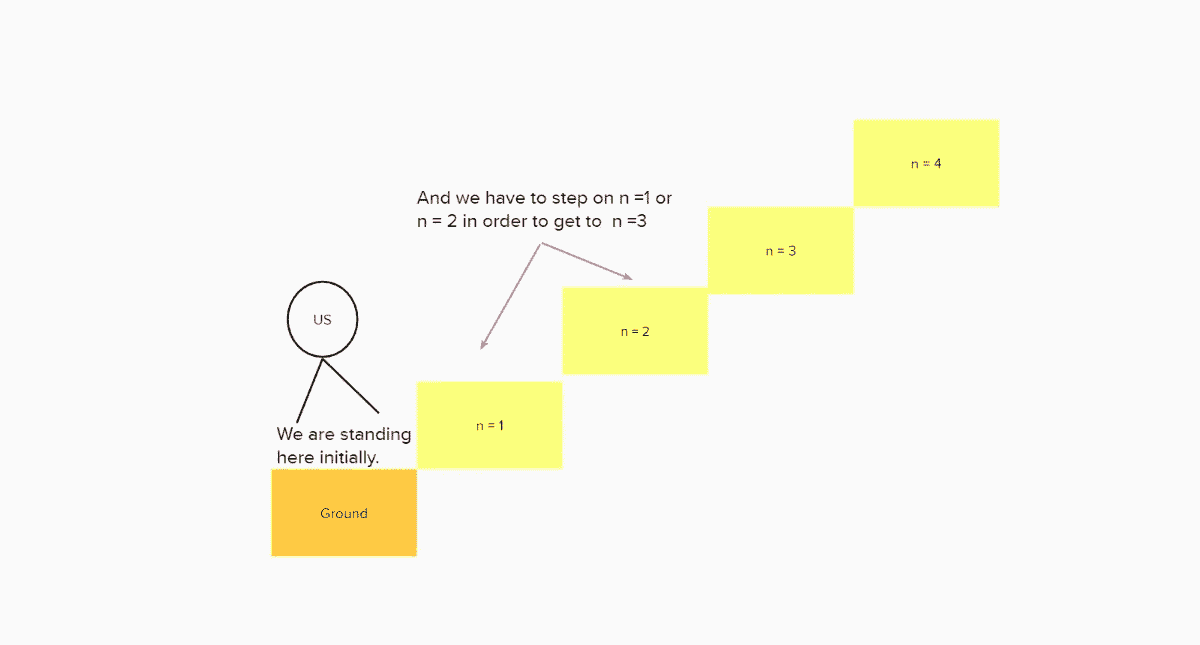 n = 4
And we have to step on n =1 or
n = 2 in order to get to n =3
n = 3
US
n = 2
n = 1
We are standing
here initially.
Ground